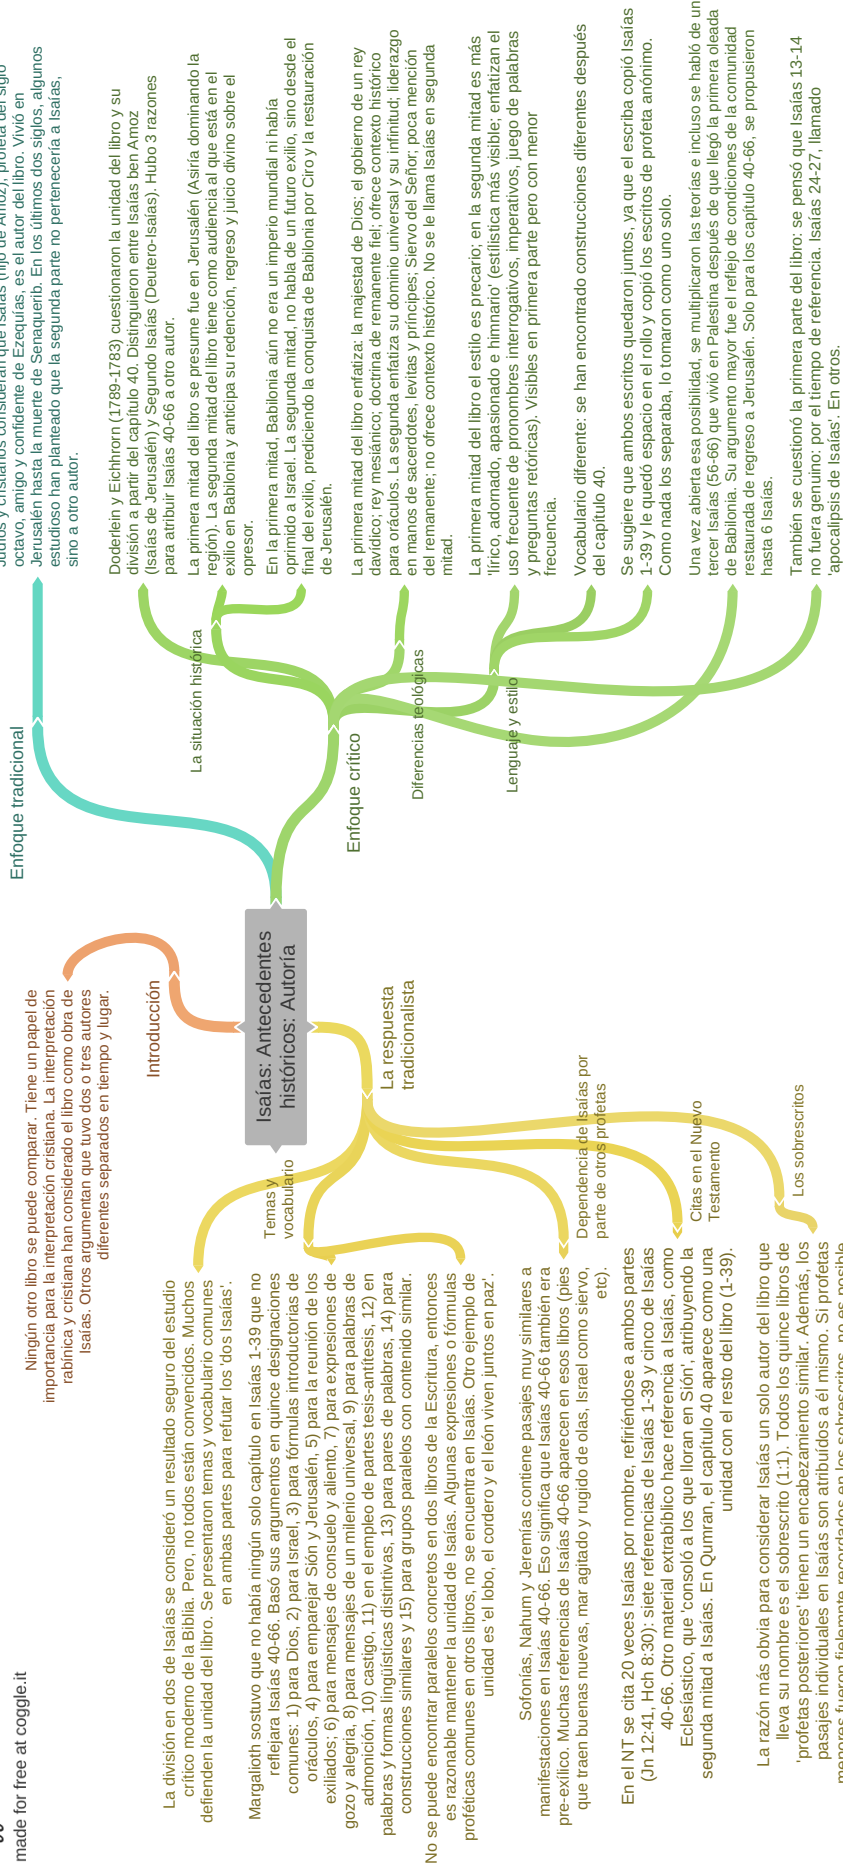 made for free at coggle.it
Isaías: Antecedentes
históricos: Autoría
Introducción
Ningún otro libro se puede comparar. Tiene un papel de
importancia para la interpretación cristiana. La interpretación
rabínica y cristiana han considerado el libro como obra de
Isaías. Otros argumentan que tuvo dos o tres autores
diferentes separados en tiempo y lugar.
Enfoque tradicional
Judíos y cristianos consideran que Isaías (hijo de Amoz), profeta del siglo
octavo, amigo y confidente de Ezequías, es el autor del libro. Vivió en
Jerusalén hasta la muerte de Senaquerib. En los últimos dos siglos, algunos
estudioso han planteado que la segunda parte no pertenecería a Isaías,
sino a otro autor.
Enfoque crítico
Doderlein y Eichhrorn (1789-1783) cuestionaron la unidad del libro y su
división a partir del capítulo 40. Distinguieron entre Isaías ben Amoz
(Isaías de Jerusalén) y Segundo Isaías (Deutero-Isaías). Hubo 3 razones
para atribuir Isaías 40-66 a otro autor.
La situación histórica
La primera mitad del libro se presume fue en Jerusalén (Asiria dominando la
región). La segunda mitad del libro tiene como audiencia al que está en el
exilio en Babilonia y anticipa su redención, regreso y juicio divino sobre el
opresor.
En la primera mitad, Babilonia aún no era un imperio mundial ni había
oprimido a Israel. La segunda mitad, no habla de un futuro exilio, sino desde el
final del exilio, prediciendo la conquista de Babilonia por Ciro y la restauración
de Jerusalén.
Diferencias teológicas
La primera mitad del libro enfatiza: la majestad de Dios; el gobierno de un rey
davídico; rey mesiánico; doctrina de remanente fiel; ofrece contexto histórico
para oráculos. La segunda enfatiza su dominio universal y su infinitud; liderazgo
en manos de sacerdotes, levitas y príncipes; Siervo del Señor; poca mención
del remanente; no ofrece contexto histórico. No se le llama Isaías en segunda
mitad.
Lenguaje y estilo
La primera mitad del libro el estilo es precario; en la segunda mitad es más
'lírico, adornado, apasionado e himnario' (estilística más visible; enfatizan el
uso frecuente de pronombres interrogativos, imperativos, juego de palabras
y preguntas retóricas). Visibles en primera parte pero con menor
frecuencia.
Vocabulario diferente: se han encontrado construcciones diferentes después
del capítulo 40.
Se sugiere que ambos escritos quedaron juntos, ya que el escriba copió Isaías
1-39 y le quedó espacio en el rollo y copió los escritos de profeta anónimo.
Como nada los separaba, lo tomaron como uno solo.
Una vez abierta esa posibilidad, se multiplicaron las teorías e incluso se habló de un
tercer Isaías (56-66) que vivió en Palestina después de que llegó la primera oleada
de Babilonia. Su argumento mayor fue el reflejo de condiciones de la comunidad
restaurada de regreso a Jerusalén. Solo para los capítulo 40-66, se propusieron
hasta 6 Isaías.
También se cuestionó la primera parte del libro: se pensó que Isaías 13-14
no fuera genuino: por el tiempo de referencia. Isaías 24-27, llamado
'apocalipsis de Isaías'. En otros.
La respuesta
tradicionalista
La división en dos de Isaías se consideró un resultado seguro del estudio
crítico moderno de la Biblia. Pero, no todos están convencidos. Muchos
defienden la unidad del libro. Se presentaron temas y vocabulario comunes
en ambas partes para refutar los 'dos Isaías'.
Temas y
vocabulario
Margalioth sostuvo que no había ningún solo capítulo en Isaías 1-39 que no
reflejara Isaías 40-66. Basó sus argumentos en quince designaciones
comunes: 1) para Dios, 2) para Israel, 3) para fórmulas introductorias de
oráculos, 4) para emparejar Sión y Jerusalén, 5) para la reunión de los
exiliados; 6) para mensajes de consuelo y aliento, 7) para expresiones de
gozo y alegría, 8) para mensajes de un milenio universal, 9) para palabras de
admonición, 10) castigo, 11) en el empleo de partes tesis-antítesis, 12) en
palabras y formas lingüísticas distintivas, 13) para pares de palabras, 14) para
construcciones similares y 15) para grupos paralelos con contenido similar.
No se puede encontrar paralelos concretos en dos libros de la Escritura, entonces
es razonable mantener la unidad de Isaías. Algunas expresiones o fórmulas
proféticas comunes en otros libros, no se encuentra en Isaías. Otro ejemplo de
unidad es 'el lobo, el cordero y el león viven juntos en paz'.
Dependencia de Isaías por
parte de otros profetas
Sofonías, Nahum y Jeremías contiene pasajes muy similares a
manifestaciones en Isaías 40-66. Eso significa que Isaías 40-66 también era
pre-exílico. Muchas referencias de Isaías 40-66 aparecen en esos libros (pies
que traen buenas nuevas, mar agitado y rugido de olas, Israel como siervo,
etc).
Citas en el Nuevo
Testamento
En el NT se cita 20 veces Isaías por nombre, refiriéndose a ambos partes
(Jn 12:41, Hch 8:30): siete referencias de Isaías 1-39 y cinco de Isaías
40-66. Otro material extrabíblico hace referencia a Isaías, como
Eclesíastico, que 'consoló a los que lloran en Sión', atribuyendo la
segunda mitad a Isaías. En Qumran, el capítulo 40 aparece como una
unidad con el resto del libro (1-39).
Los sobrescritos
La razón más obvia para considerar Isaías un solo autor del libro que
lleva su nombre es el sobrescrito (1:1). Todos los quince libros de
'profetas posteriores' tienen un encabezamiento similar. Además, los
pasajes individuales en Isaías son atribuídos a él mismo. Si profetas
menores fueron fielempte recordados en los sobrescritos, no es posible